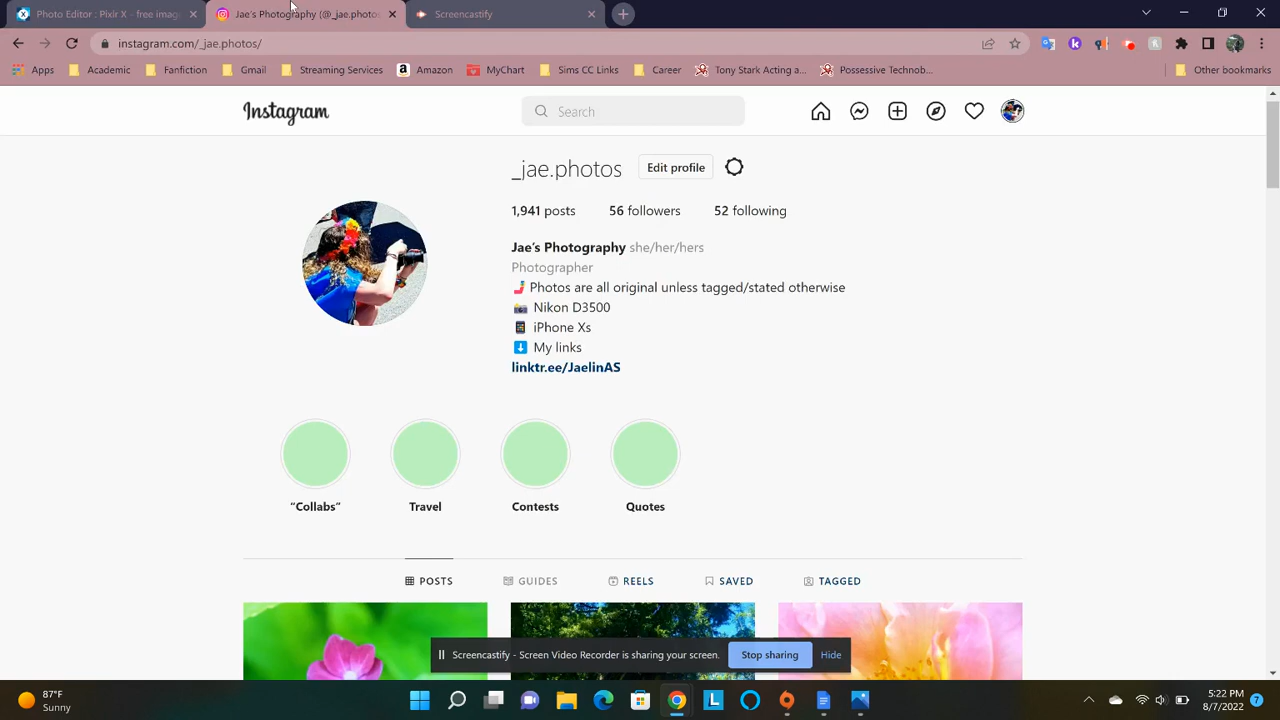 Photo Editor : Pixlr X - free imag
Jae's Photography (@_jae.photos
Screencastify
instagram.com/_jae.photos/
Apps
Academic
Fanfiction
Gmail
Streaming Services
Amazon
MyChart
Sims CC Links
Career
Tony Stark Acting a...
Possessive Technob...
Other bookmarks
Instagram
Search
_jae.photos
Edit profile
1,941 posts
56 followers
52 following
Jae's Photography she/her/hers
Photographer
Photos are all original unless tagged/stated otherwise
Nikon D3500
iPhone Xs
My links
linktr.ee/JaelinAS
"Collabs"
Travel
Contests
Quotes
POSTS
GUIDES
REELS
SAVED
TAGGED
Screencastify - Screen Video Recorder is sharing your screen.
Stop sharing
Hide
87°F
Sunny
5:22 PM
8/7/2022
7